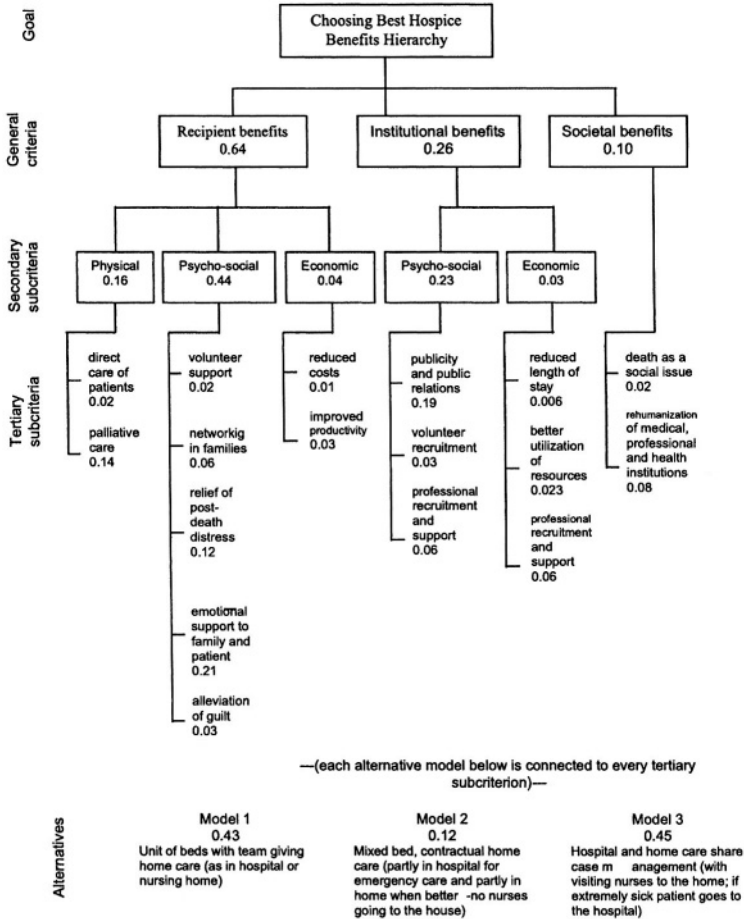 Goal
Choosing Best Hospice
Benefits Hierarchy
General
criteria
Recipient benefits
0.64
Institutional benefits
0.26
Societal benefits
0.10
Secondary
subcriteria
Physical
0.16
Psycho-social
0.44
Economic
0.04
Psycho-social
0.23
Economic
0.03
Tertiary
subcriteria
direct
care of
patients
0.02
palliative
care
0.14
volunteer
support
0.02
networkig
in families
0.06
relief of
post-
death
distress
0.12
emotional
support to
family and
patient
0.21
alleviation
of guilt
0.03
reduced
costs
0.01
improved
productivity
0.03
publicity
and public
relations
0.19
volunteer
recruitment
0.03
professional
recruitment
and
support
0.06
reduced
length of
stay
0.006
better
utilization
of
resources
0.023
professional
recruitment
and
support
0.06
death as a
social issue
0.02
rehumanization
of medical,
professional
and health
institutions
0.08
—(each alternative model below is connected to every tertiary
subcriterion)—
Alternatives
Model 1
0.43
Unit of beds with team giving
home care (as in hospital or
nursing home)
Model 2
0.12
Mixed bed, contractual home
care (partly in hospital for
emergency care and partly in
home when better -no nurses
going to the house)
Model 3
0.45
Hospital and home care share
case m anagement (with
visiting nurses to the home; if
extremely sick patient goes to
the hospital)